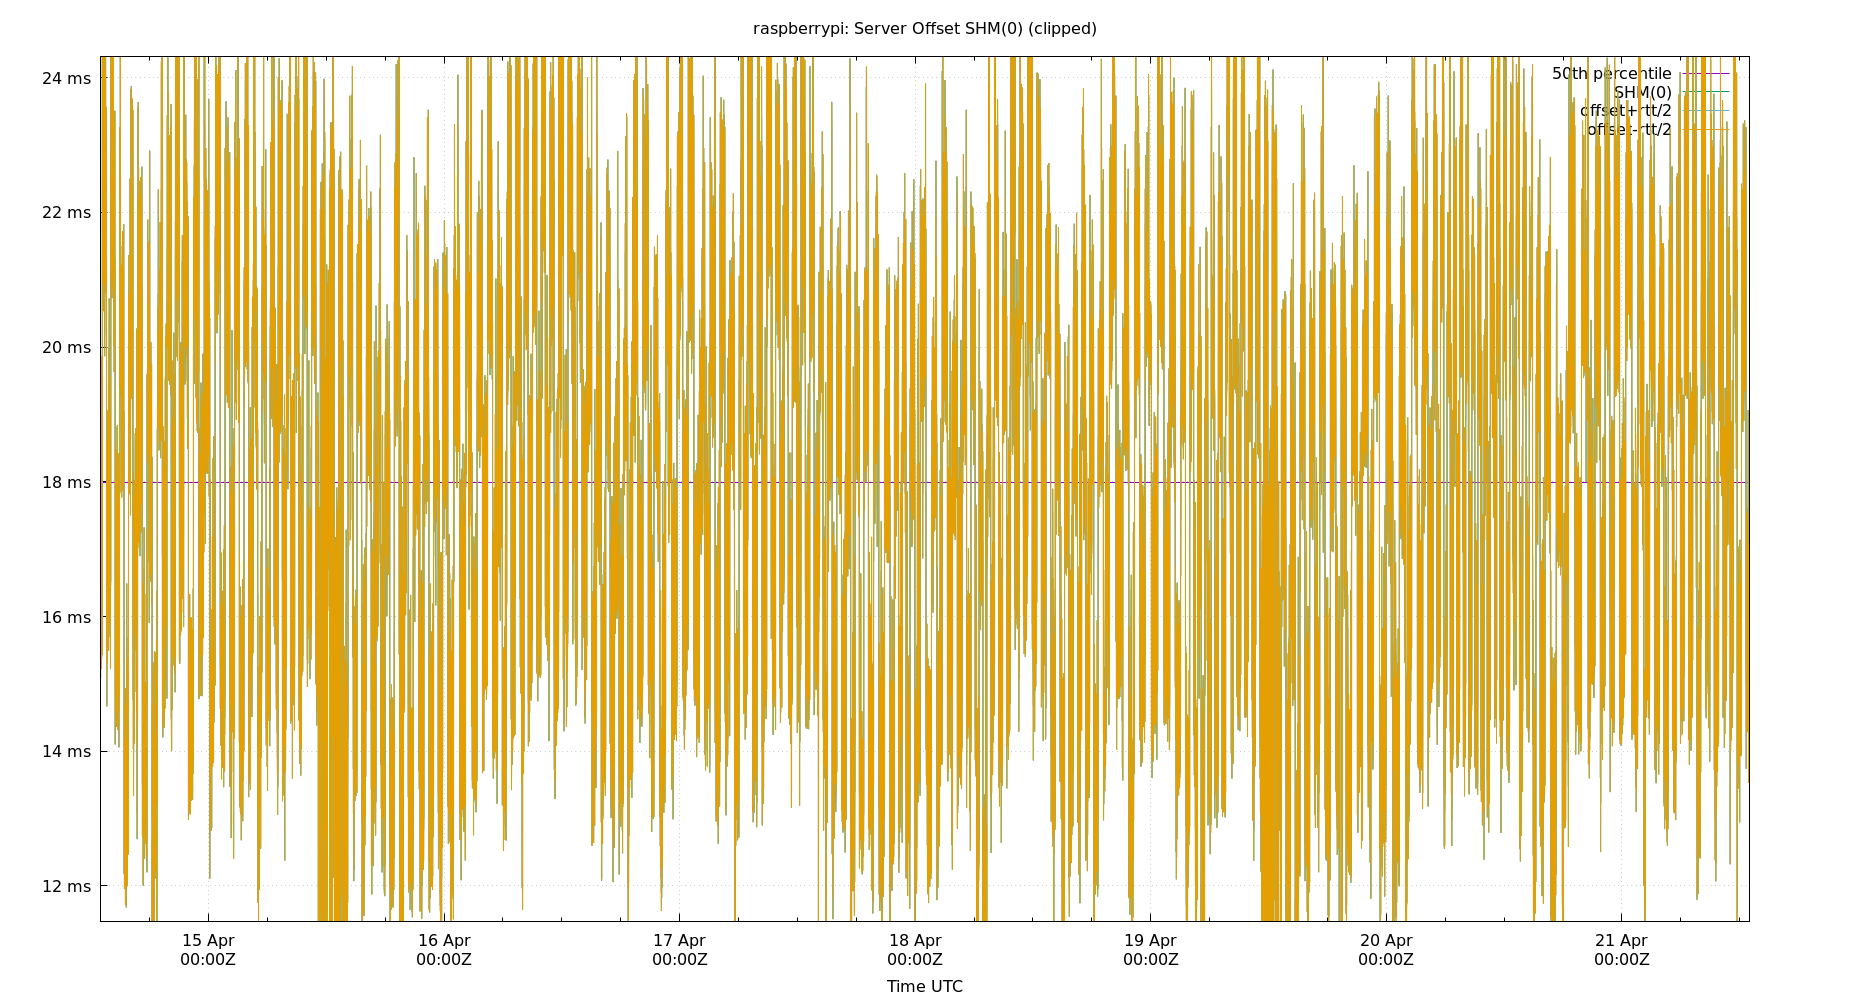 raspberrypi: Server Offset SHM(0) (clipped)
24 ms
22 ms
20 ms
18 ms
16 ms
14 ms
12 ms
50th percentile
SHM(0)
offset+rtt/2
offset-rtt/2
15 Apr 16 Apr 17 Apr 18 Apr 19 Apr 20 Apr 21 Apr
00:00Z 00:00Z 00:00Z 00:00Z 00:00Z 00:00Z 00:00Z
Time UTC